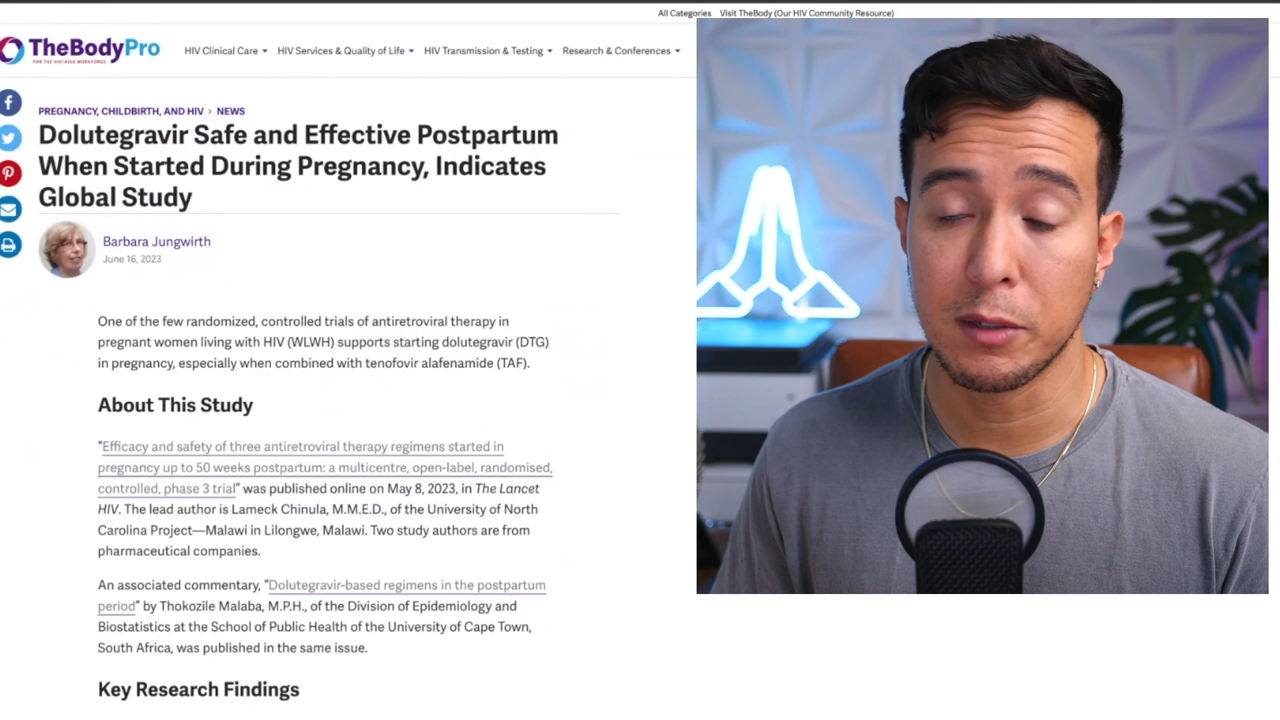 All Categories Visit TheBody (Our HIV Community Resource)
TheBodyPro
FOR THE HIV/AIDS WORKFORCE
HIV Clinical Care HIV Services & Quality of Life HIV Transmission & Testing Research & Conferences
PREGNANCY, CHILDBIRTH, AND HIV > NEWS
Dolutegravir Safe and Effective Postpartum
When Started During Pregnancy, Indicates
Global Study
Barbara Jungwirth
June 16, 2023
One of the few randomized, controlled trials of antiretroviral therapy in
pregnant women living with HIV (WLWH) supports starting dolutegravir (DTG)
in pregnancy, especially when combined with tenofovir alafenamide (TAF).
About This Study
“Efficacy and safety of three antiretroviral therapy regimens started in
pregnancy up to 50 weeks postpartum: a multicentre, open-label, randomised,
controlled, phase 3 trial” was published online on May 8, 2023, in The Lancet
HIV. The lead author is Lameck Chinula, M.M.E.D., of the University of North
Carolina Project—Malawi in Lilongwe, Malawi. Two study authors are from
pharmaceutical companies.
An associated commentary, “Dolutegravir-based regimens in the postpartum
period” by Thokozile Malaba, M.P.H., of the Division of Epidemiology and
Biostatistics at the School of Public Health of the University of Cape Town,
South Africa, was published in the same issue.
Key Research Findings